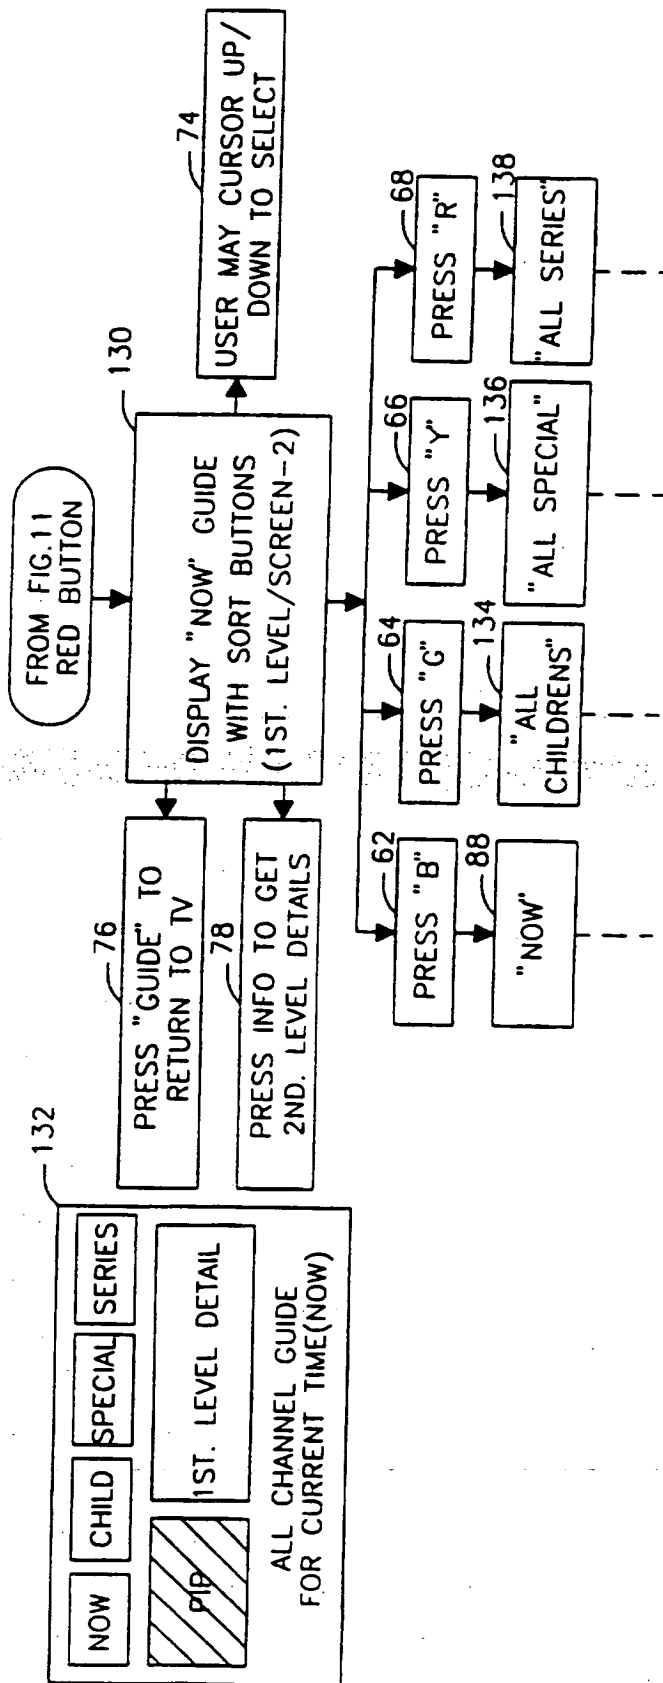 132
NOW
CHILD
SPECIAL
SERIES
PIP
1ST. LEVEL DETAIL
ALL CHANNEL GUIDE
FOR CURRENT TIME(NOW)
FROM FIG.11
RED BUTTON
130
DISPLAY "NOW" GUIDE
WITH SORT BUTTONS
(1ST. LEVEL/SCREEN-2)
76
PRESS "GUIDE" TO
RETURN TO TV
78
PRESS INFO TO GET
2ND. LEVEL DETAILS
74
USER MAY CURSOR UP/
DOWN TO SELECT
62
PRESS "B"
64
PRESS "G"
66
PRESS "Y"
68
PRESS "R"
88
"NOW"
134
"ALL
CHILDRENS"
136
"ALL SPECIAL"
138
"ALL SERIES"